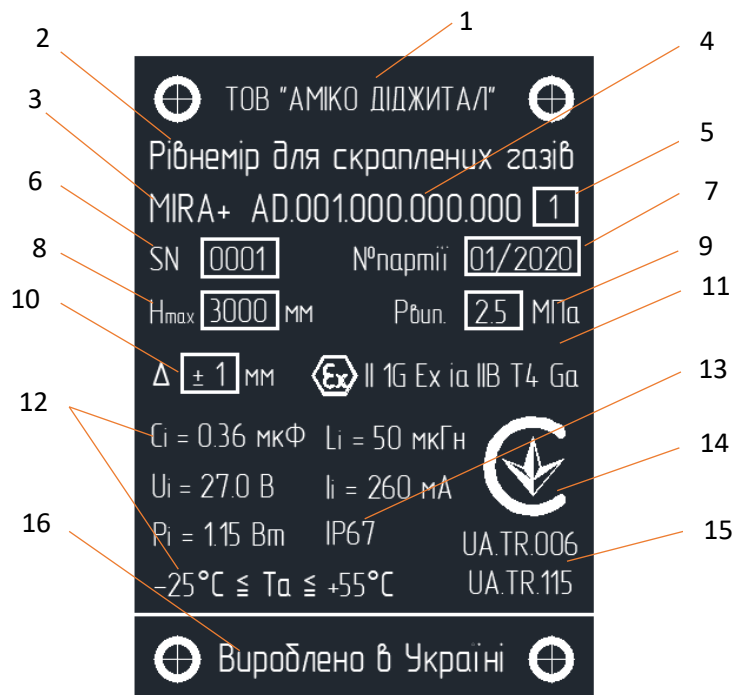 1
2
3
4
5
6
7
8
9
10
11
12
13
14
15
16
ТОВ "АМІКО ДІДЖИТАЛ"
Рівнемір для скраплених газів
MIRA+ AD.001.000.000.000 1
SN 0001 №партії 01/2020
Hmax 3000 мм Pвип. 2.5 МПа
Δ ± 1 мм Ex II 1G Ex ia IIB T4 Ga
Ci = 0.36 мкФ Li = 50 мкГн
Ui = 27.0 В Ii = 260 мА
Pi = 1.15 Вт IP67
UA.TR.006
−25°C ≦ Ta ≦ +55°C UA.TR.115
Вироблено в Україні